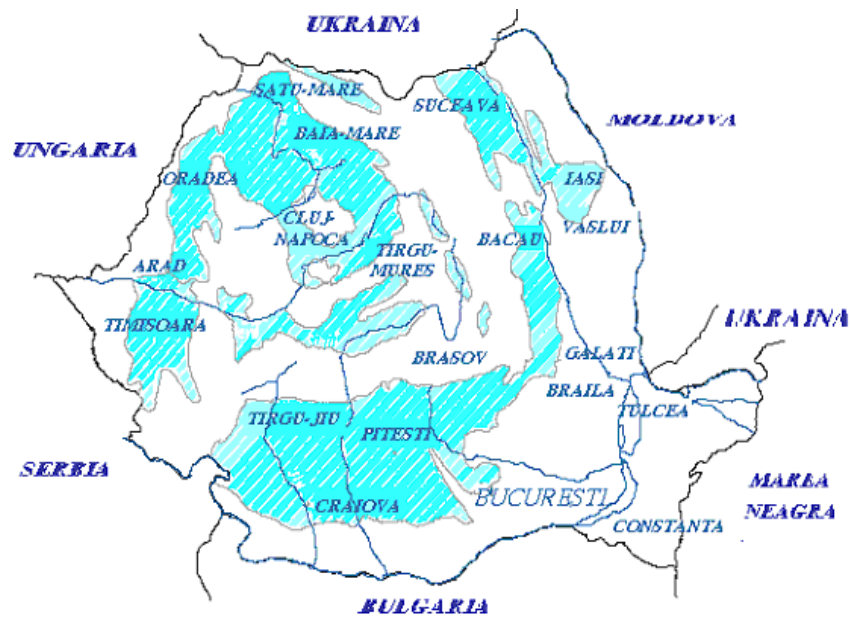 UKRAINA
SATU-MARE
SUCEAVA
MOLDOVA
BAIA-MARE
UNGARIA
ORADEA
IASI
CLUJ-
NAPOCA
VASLUI
BACAU
TIRGU-
MURES
ARAD
TIMISOARA
UKRAINA
BRASOV
GALATI
BRAILA
TULCEA
TIRGU-JIU
PITESTI
SERBIA
MAREA
NEAGRA
BUCURESTI
CRAIOVA
CONSTANTA
BULGARIA